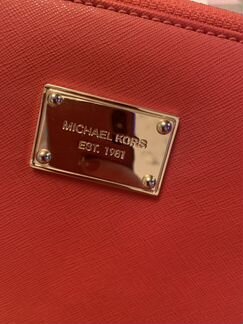 MICHAEL KORS
EST. 1981